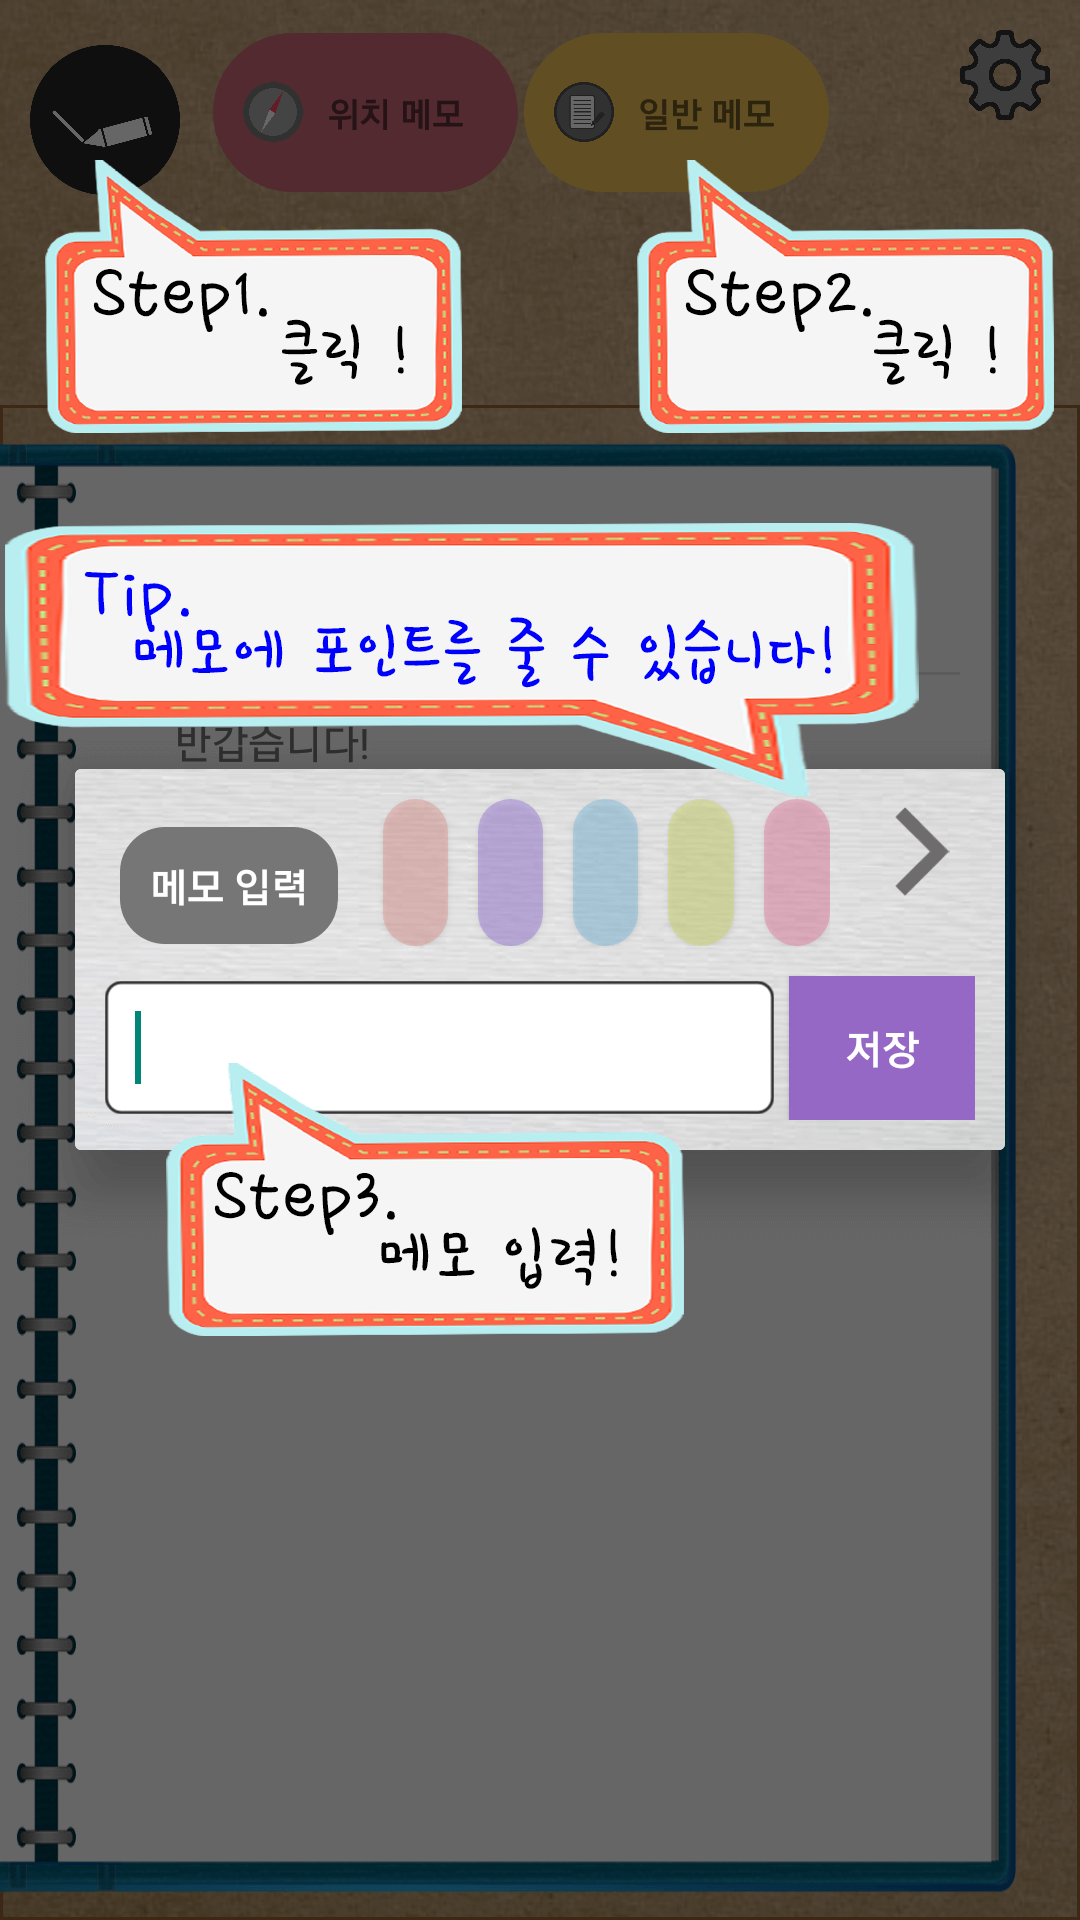 위치 메모
일반 메모
Step1.
클릭 !
Step2.
클릭 !
Tip.
메모에 포인트를 줄 수 있습니다!
반갑습니다!
메모 입력
저장
Step3.
메모 입력!